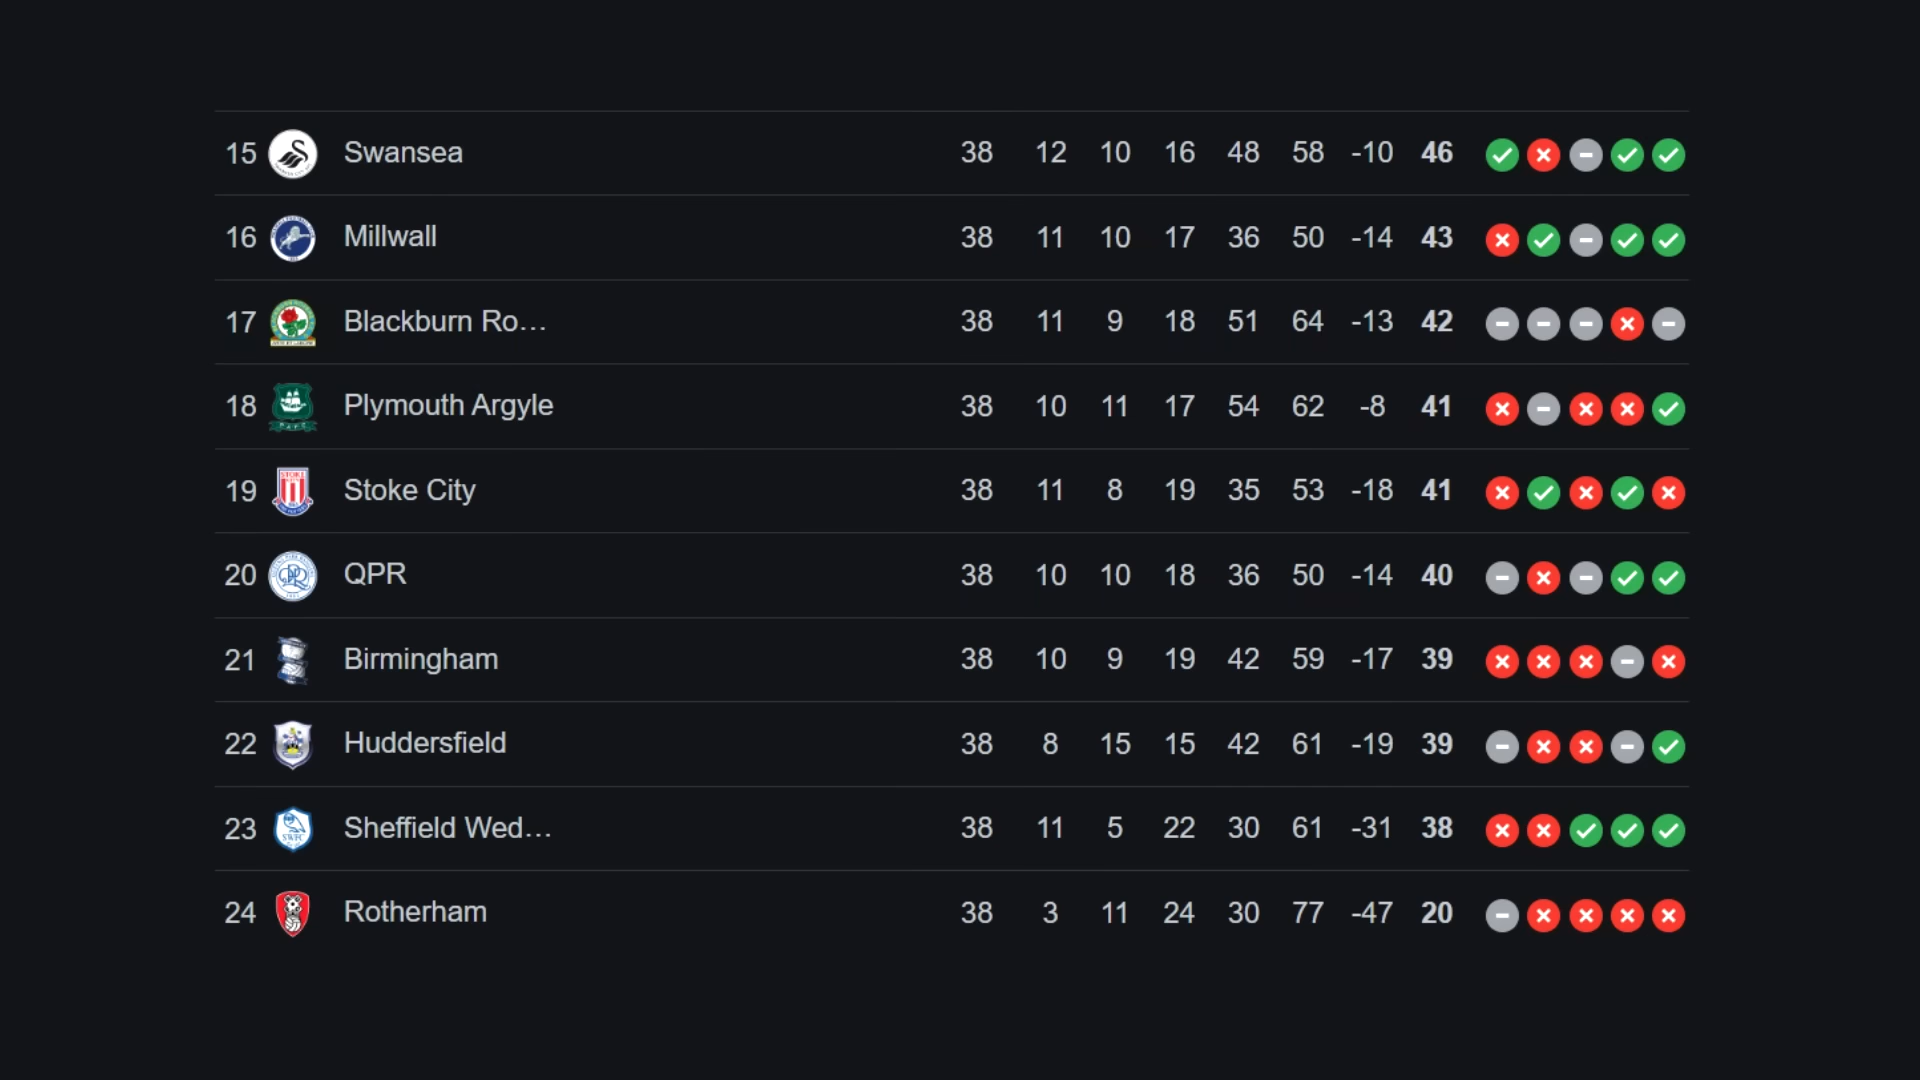 15 Swansea 38 12 10 16 48 58 -10 46
16 Millwall 38 11 10 17 36 50 -14 43
17 Blackburn Ro... 38 11 9 18 51 64 -13 42
18 Plymouth Argyle 38 10 11 17 54 62 -8 41
19 Stoke City 38 11 8 19 35 53 -18 41
20 QPR 38 10 10 18 36 50 -14 40
21 Birmingham 38 10 9 19 42 59 -17 39
22 Huddersfield 38 8 15 15 42 61 -19 39
23 Sheffield Wed... 38 11 5 22 30 61 -31 38
24 Rotherham 38 3 11 24 30 77 -47 20